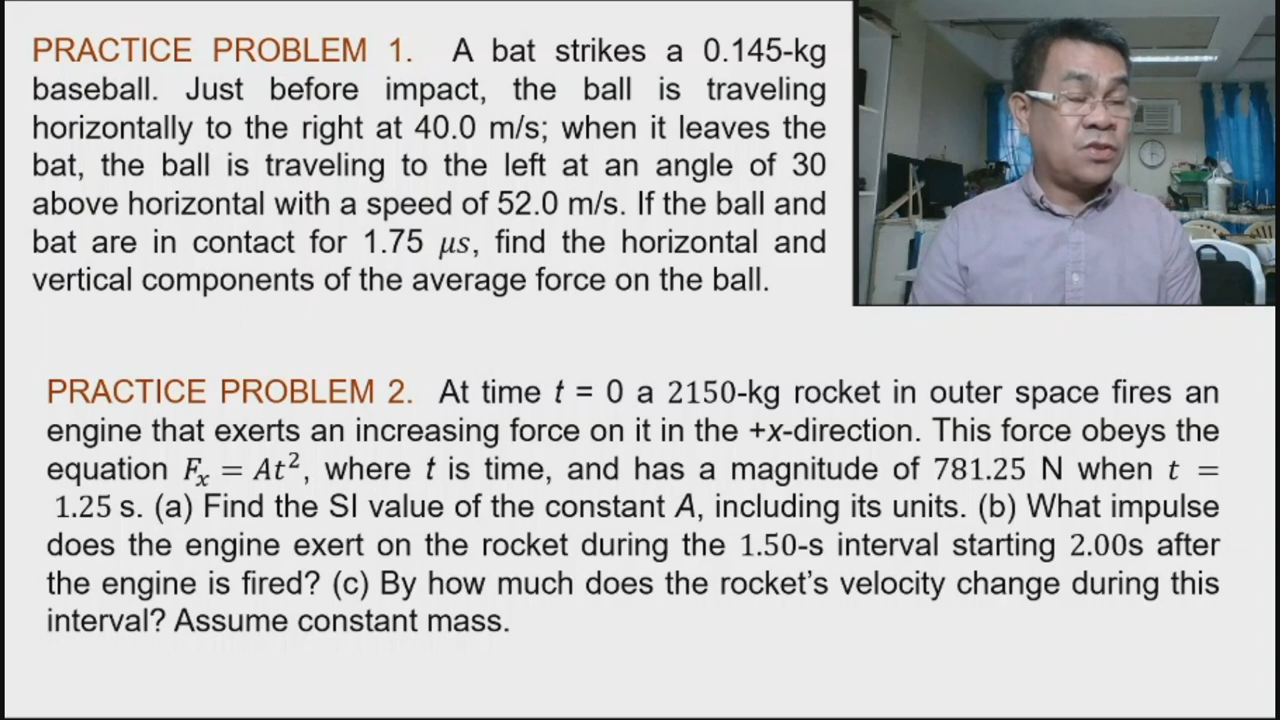 PRACTICE PROBLEM 1. A bat strikes a 0.145-kg
baseball. Just before impact, the ball is traveling
horizontally to the right at 40.0 m/s; when it leaves the
bat, the ball is traveling to the left at an angle of 30
above horizontal with a speed of 52.0 m/s. If the ball and
bat are in contact for 1.75 μs, find the horizontal and
vertical components of the average force on the ball.
PRACTICE PROBLEM 2. At time t = 0 a 2150-kg rocket in outer space fires an
engine that exerts an increasing force on it in the +x-direction. This force obeys the
equation Fₓ = At², where t is time, and has a magnitude of 781.25 N when t =
1.25 s. (a) Find the SI value of the constant A, including its units. (b) What impulse
does the engine exert on the rocket during the 1.50-s interval starting 2.00s after
the engine is fired? (c) By how much does the rocket's velocity change during this
interval? Assume constant mass.